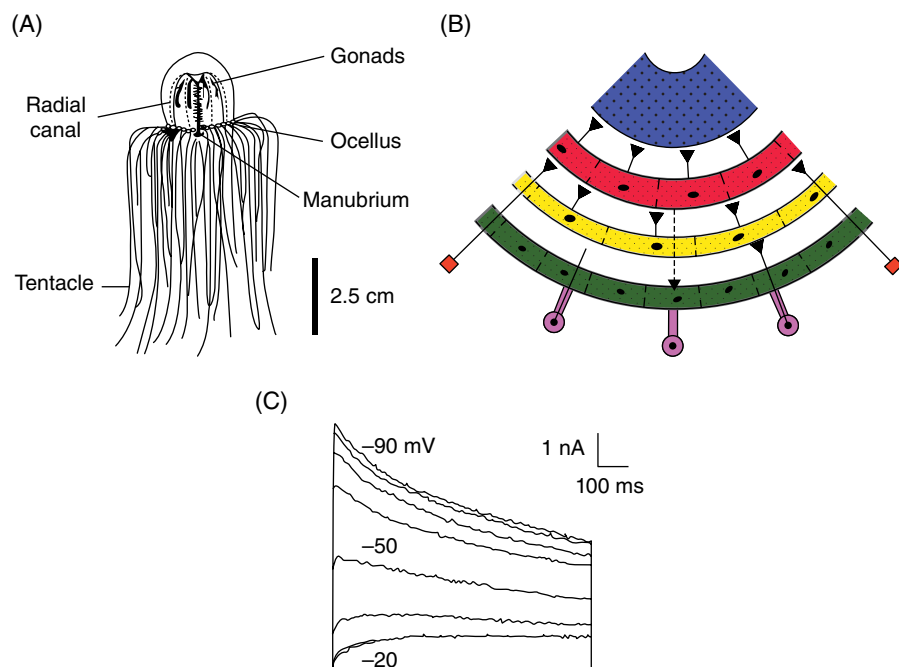 (A)
Gonads
Radial
canal
Ocellus
Manubrium
Tentacle
2.5 cm
(B)
(C)
–90 mV
1 nA
100 ms
–50
–20